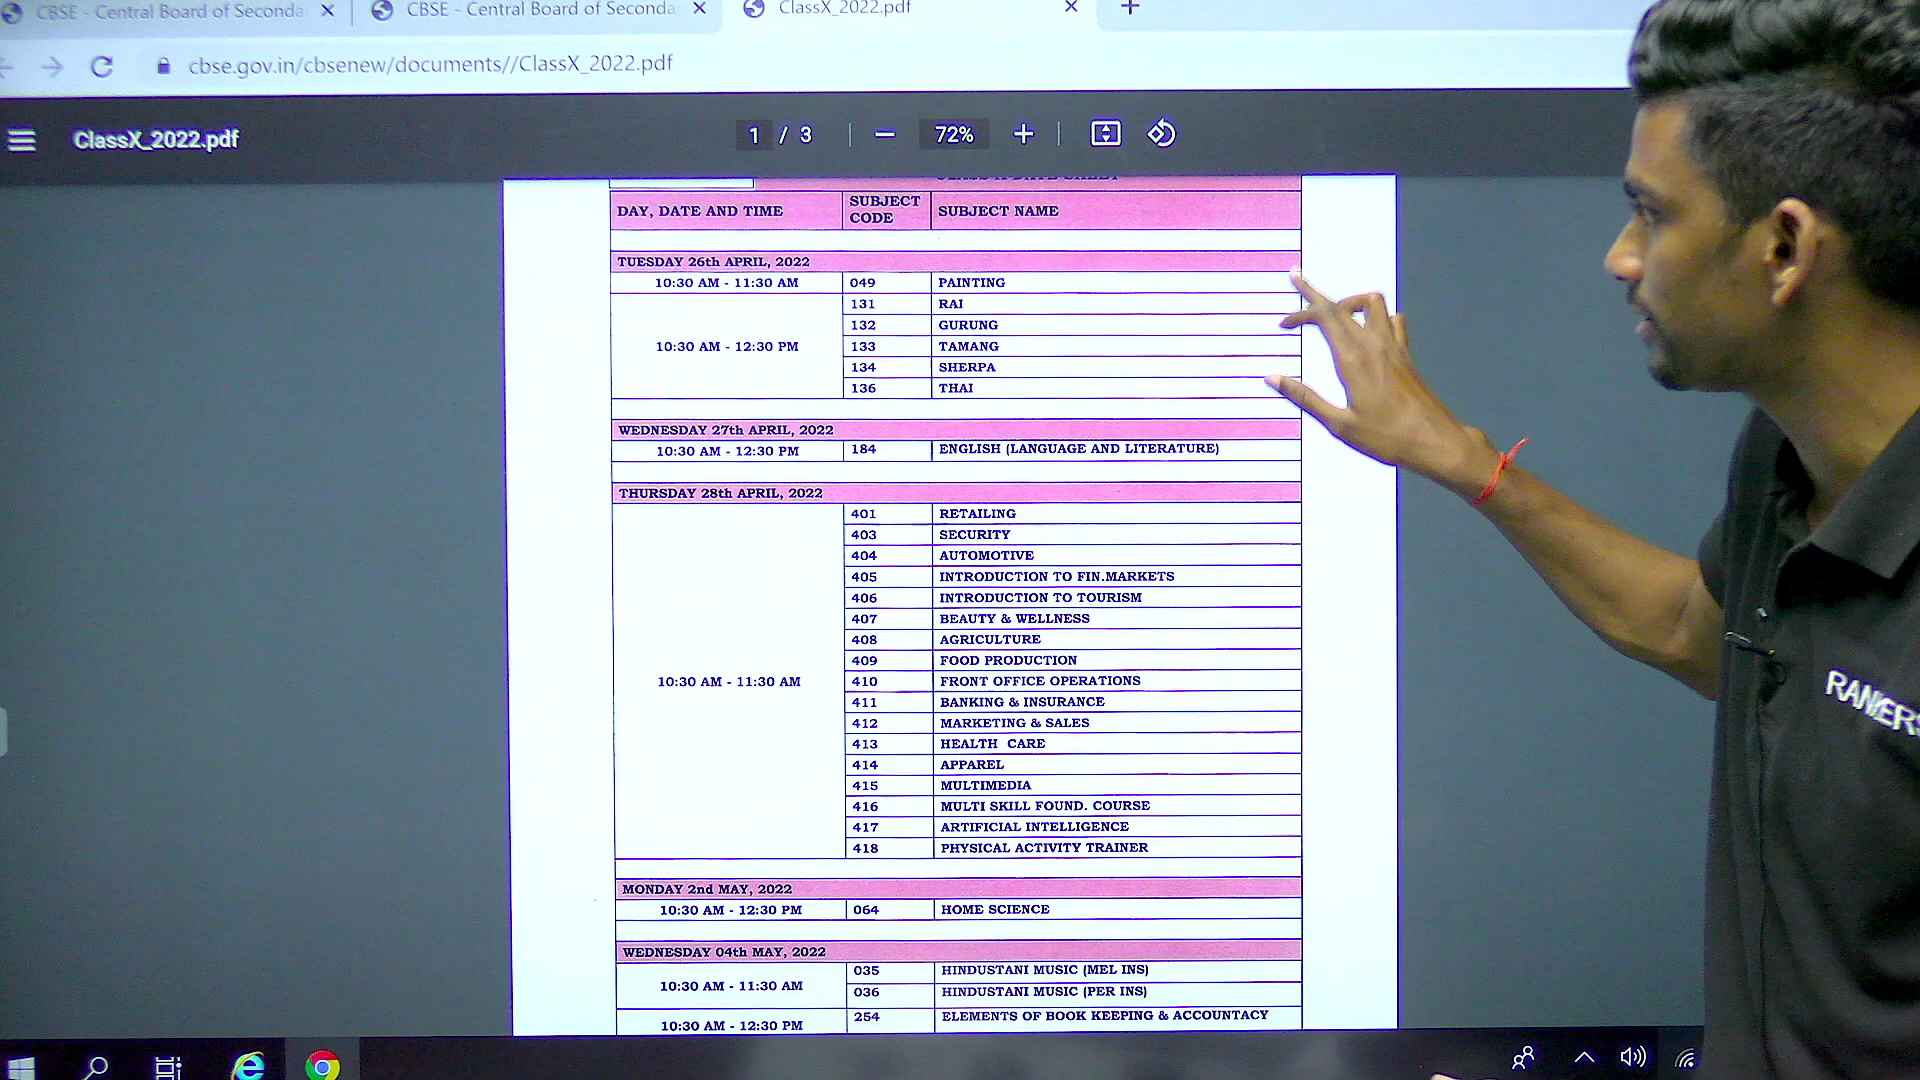 CBSE - Central Board of Seconda
CBSE - Central Board of Seconda
ClassX_2022.pdf
cbse.gov.in/cbsenew/documents//ClassX_2022.pdf
ClassX_2022.pdf
1 / 3
72%
DAY, DATE AND TIME SUBJECT CODE SUBJECT NAME
TUESDAY 26th APRIL, 2022
10:30 AM - 11:30 AM 049 PAINTING
131 RAI
132 GURUNG
10:30 AM - 12:30 PM 133 TAMANG
134 SHERPA
136 THAI
WEDNESDAY 27th APRIL, 2022
10:30 AM - 12:30 PM 184 ENGLISH (LANGUAGE AND LITERATURE)
THURSDAY 28th APRIL, 2022
401 RETAILING
403 SECURITY
404 AUTOMOTIVE
405 INTRODUCTION TO FIN.MARKETS
406 INTRODUCTION TO TOURISM
407 BEAUTY & WELLNESS
408 AGRICULTURE
409 FOOD PRODUCTION
10:30 AM - 11:30 AM 410 FRONT OFFICE OPERATIONS
411 BANKING & INSURANCE
412 MARKETING & SALES
413 HEALTH CARE
414 APPAREL
415 MULTIMEDIA
416 MULTI SKILL FOUND. COURSE
417 ARTIFICIAL INTELLIGENCE
418 PHYSICAL ACTIVITY TRAINER
MONDAY 2nd MAY, 2022
10:30 AM - 12:30 PM 064 HOME SCIENCE
WEDNESDAY 04th MAY, 2022
10:30 AM - 11:30 AM 035 HINDUSTANI MUSIC (MEL INS)
036 HINDUSTANI MUSIC (PER INS)
10:30 AM - 12:30 PM 254 ELEMENTS OF BOOK KEEPING & ACCOUNTACY
RANKERS